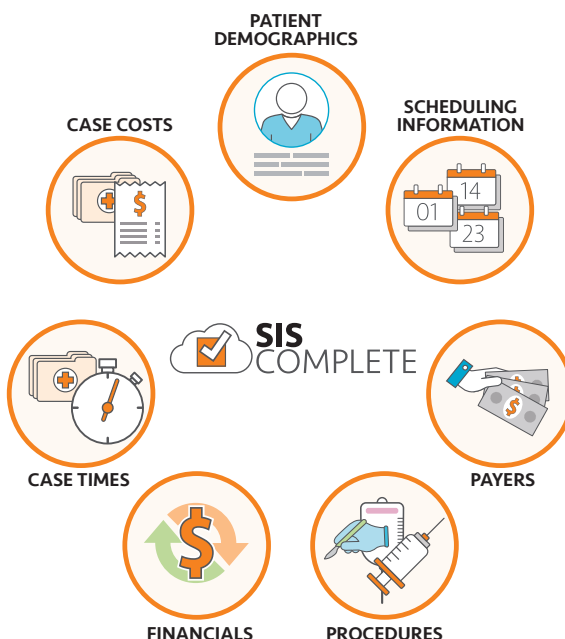 PATIENT
DEMOGRAPHICS
CASE COSTS
$
SCHEDULING
INFORMATION
14
01
23
SIS
COMPLETE
CASE TIMES
$
PAYERS
$
FINANCIALS
PROCEDURES